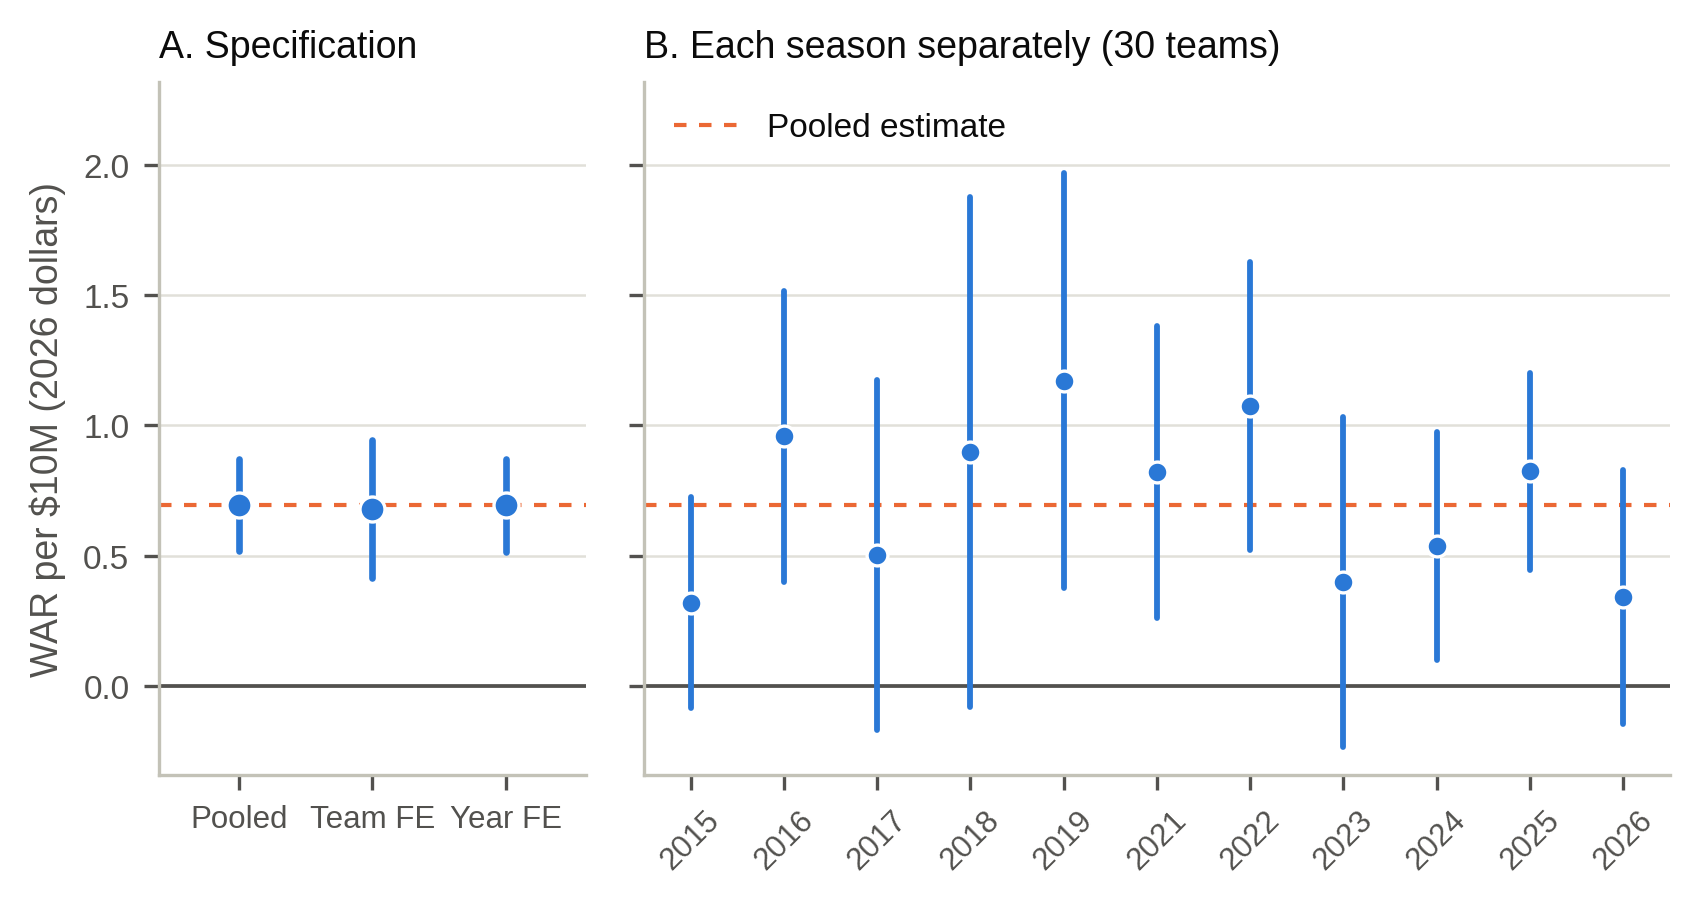 A. Specification
B. Each season separately (30 teams)
Pooled estimate
WAR per $10M (2026 dollars)
2.0
1.5
1.0
0.5
0.0
Pooled Team FE Year FE
2015 2016 2017 2018 2019 2021 2022 2023 2024 2025 2026